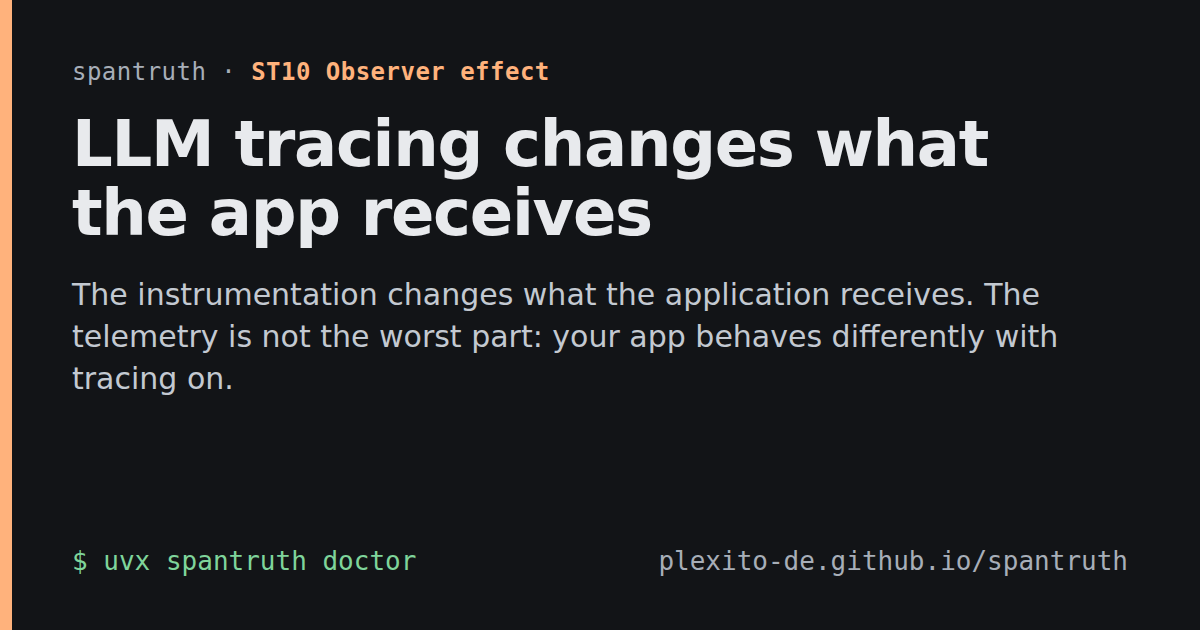 spantruth · ST10 Observer effect
LLM tracing changes what
the app receives
The instrumentation changes what the application receives. The
telemetry is not the worst part: your app behaves differently with
tracing on.
$ uvx spantruth doctor
plexito-de.github.io/spantruth